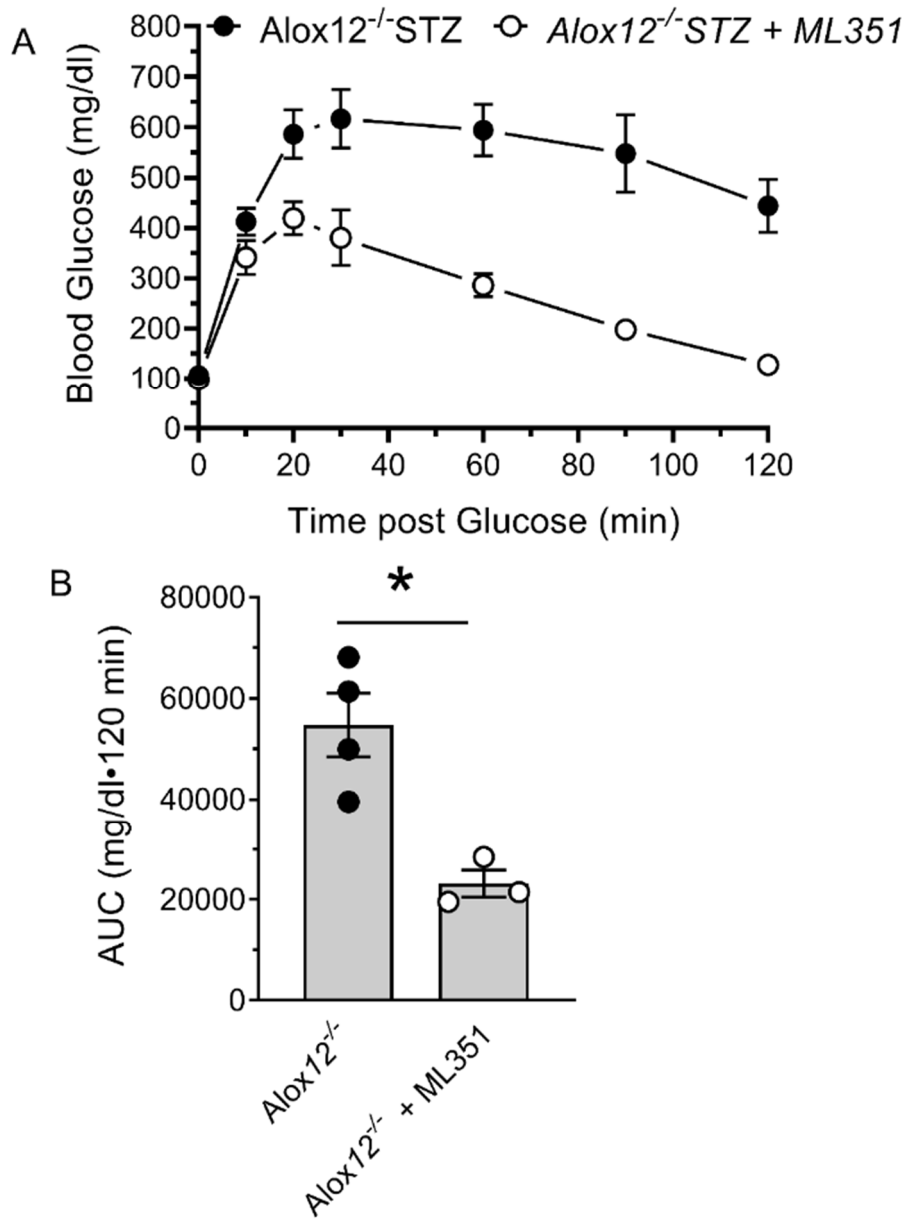 A
Alox12⁻/⁻STZ Alox12⁻/⁻STZ + ML351
800
700
600
500
400
300
200
100
0
Blood Glucose (mg/dl)
0 20 40 60 80 100 120
Time post Glucose (min)
B
*
80000
60000
40000
20000
0
AUC (mg/dl•120 min)
Alox12⁻/⁻
Alox12⁻/⁻ + ML351